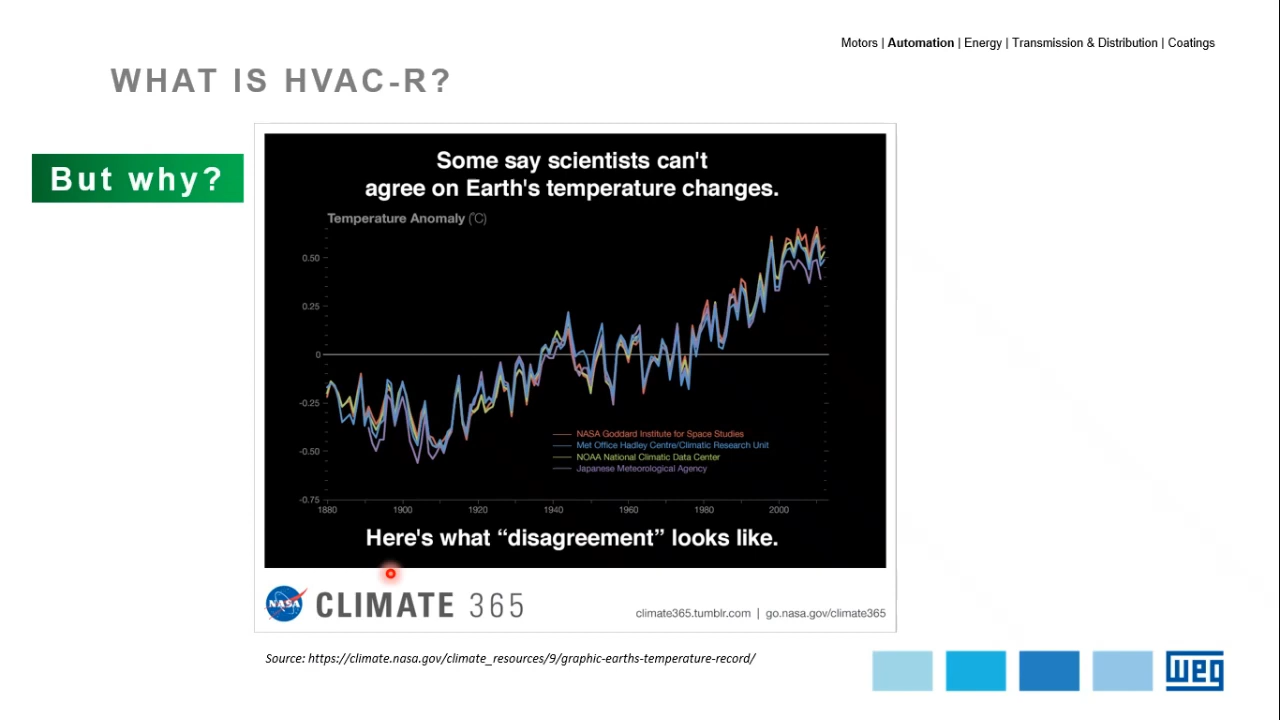 Motors | Automation | Energy | Transmission & Distribution | Coatings
WHAT IS HVAC-R?
But why?
Some say scientists can't
agree on Earth's temperature changes.
Temperature Anomaly (˚C)
0.50
0.25
0
-0.25
-0.50
-0.75
NASA Goddard Institute for Space Studies
Met Office Hadley Centre/Climatic Research Unit
NOAA National Climatic Data Center
Japanese Meteorological Agency
1880 1900 1920 1940 1960 1980 2000
Here's what “disagreement” looks like.
NASA CLIMATE 365
climate365.tumblr.com | go.nasa.gov/climate365
Source: https://climate.nasa.gov/climate_resources/9/graphic-earths-temperature-record/
weg